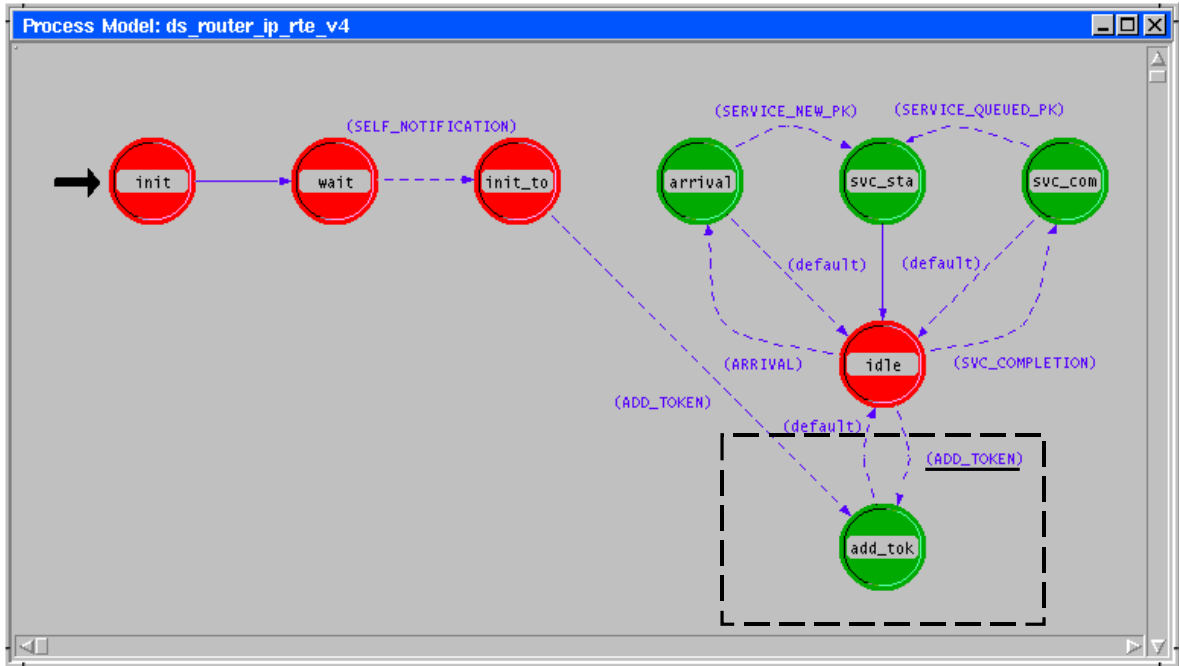 Process Model: ds_router_ip_rte_v4
(SERVICE_NEW_PK)
(SERVICE_QUEUED_PK)
(SELF_NOTIFICATION)
init
wait
init_to
arrival
svc_sta
svc_com
(default)
(default)
(ARRIVAL)
idle
(SVC_COMPLETION)
(ADD_TOKEN)
(default)
(ADD_TOKEN)
add_tok